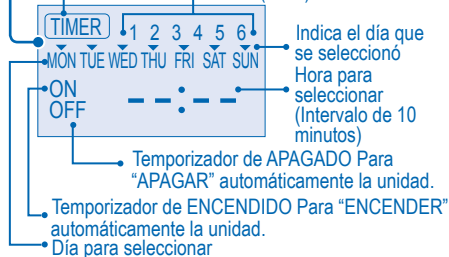 TIMER 1 2 3 4 5 6
MON TUE WED THU FRI SAT SUN
ON
OFF
--:--
Indica el día que
se seleccionó
Hora para
seleccionar
(Intervalo de 10
minutos)
Temporizador de APAGADO Para
“APAGAR” automáticamente la unidad.
Temporizador de ENCENDIDO Para “ENCENDER”
automáticamente la unidad.
Día para seleccionar